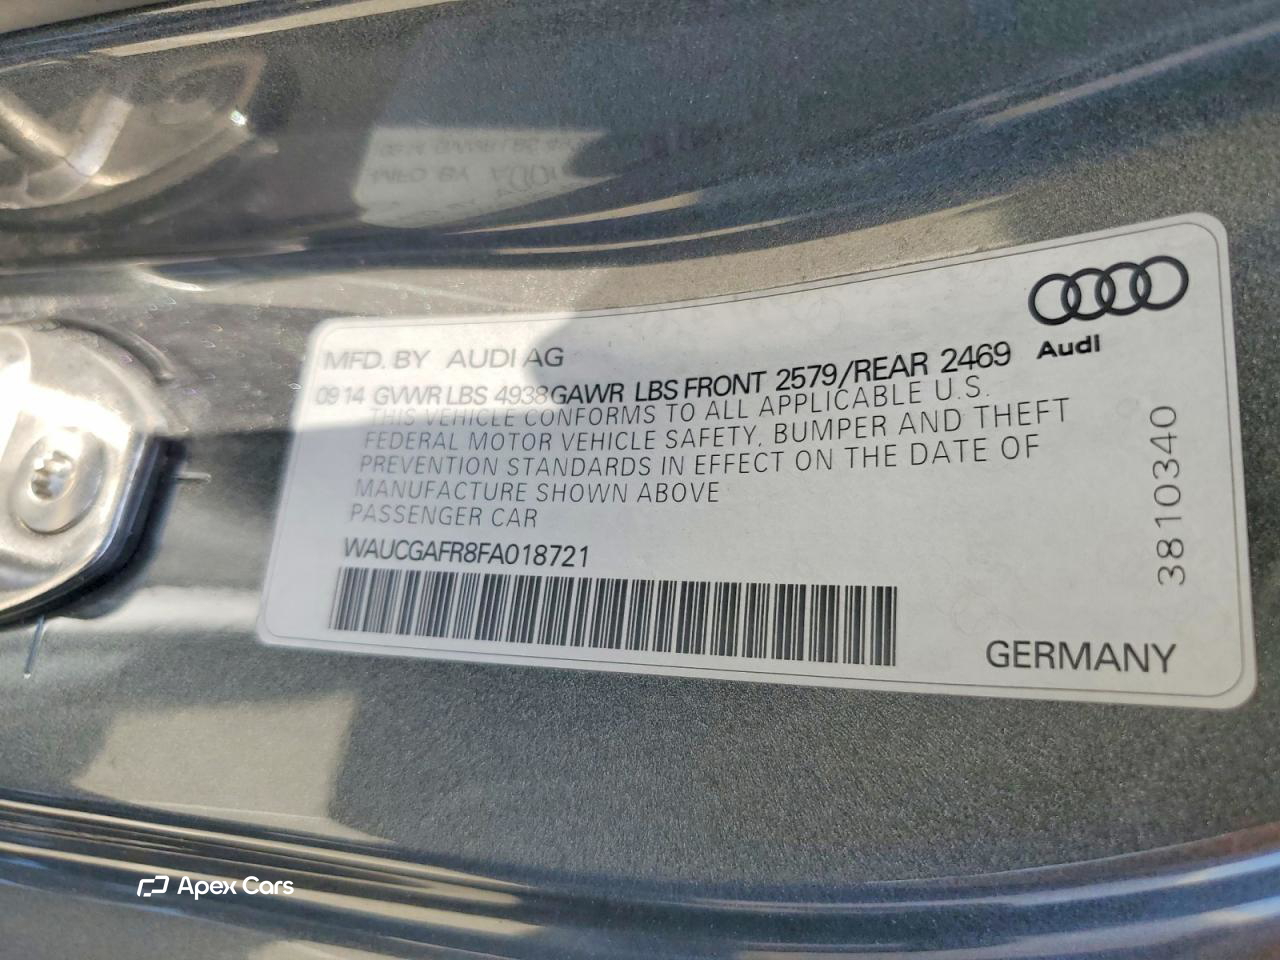 Audi
MFD. BY AUDI AG
09 14 GVWR LBS 4938 GAWR LBS FRONT 2579/REAR 2469
THIS VEHICLE CONFORMS TO ALL APPLICABLE U.S.
FEDERAL MOTOR VEHICLE SAFETY, BUMPER AND THEFT
PREVENTION STANDARDS IN EFFECT ON THE DATE OF
MANUFACTURE SHOWN ABOVE
PASSENGER CAR
WAUCGAFR8FA018721
3810340
GERMANY
Apex Cars